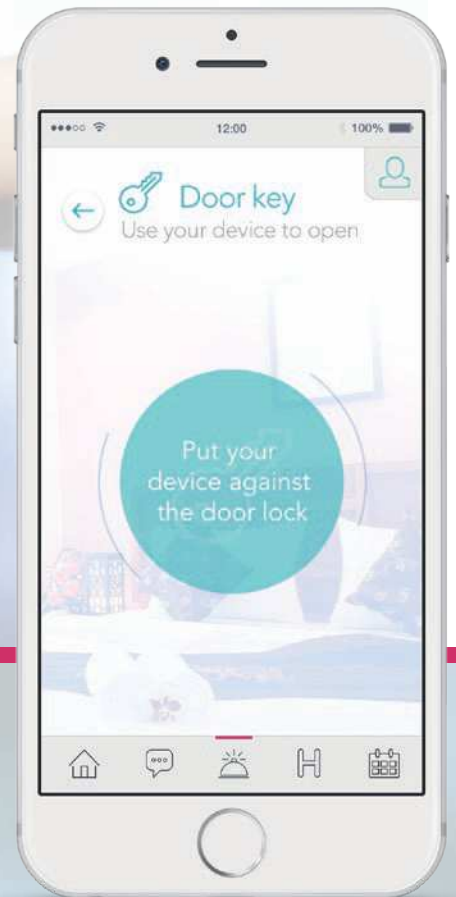 12:00
100%
Door key
Use your device to open
Put your
device against
the door lock
H